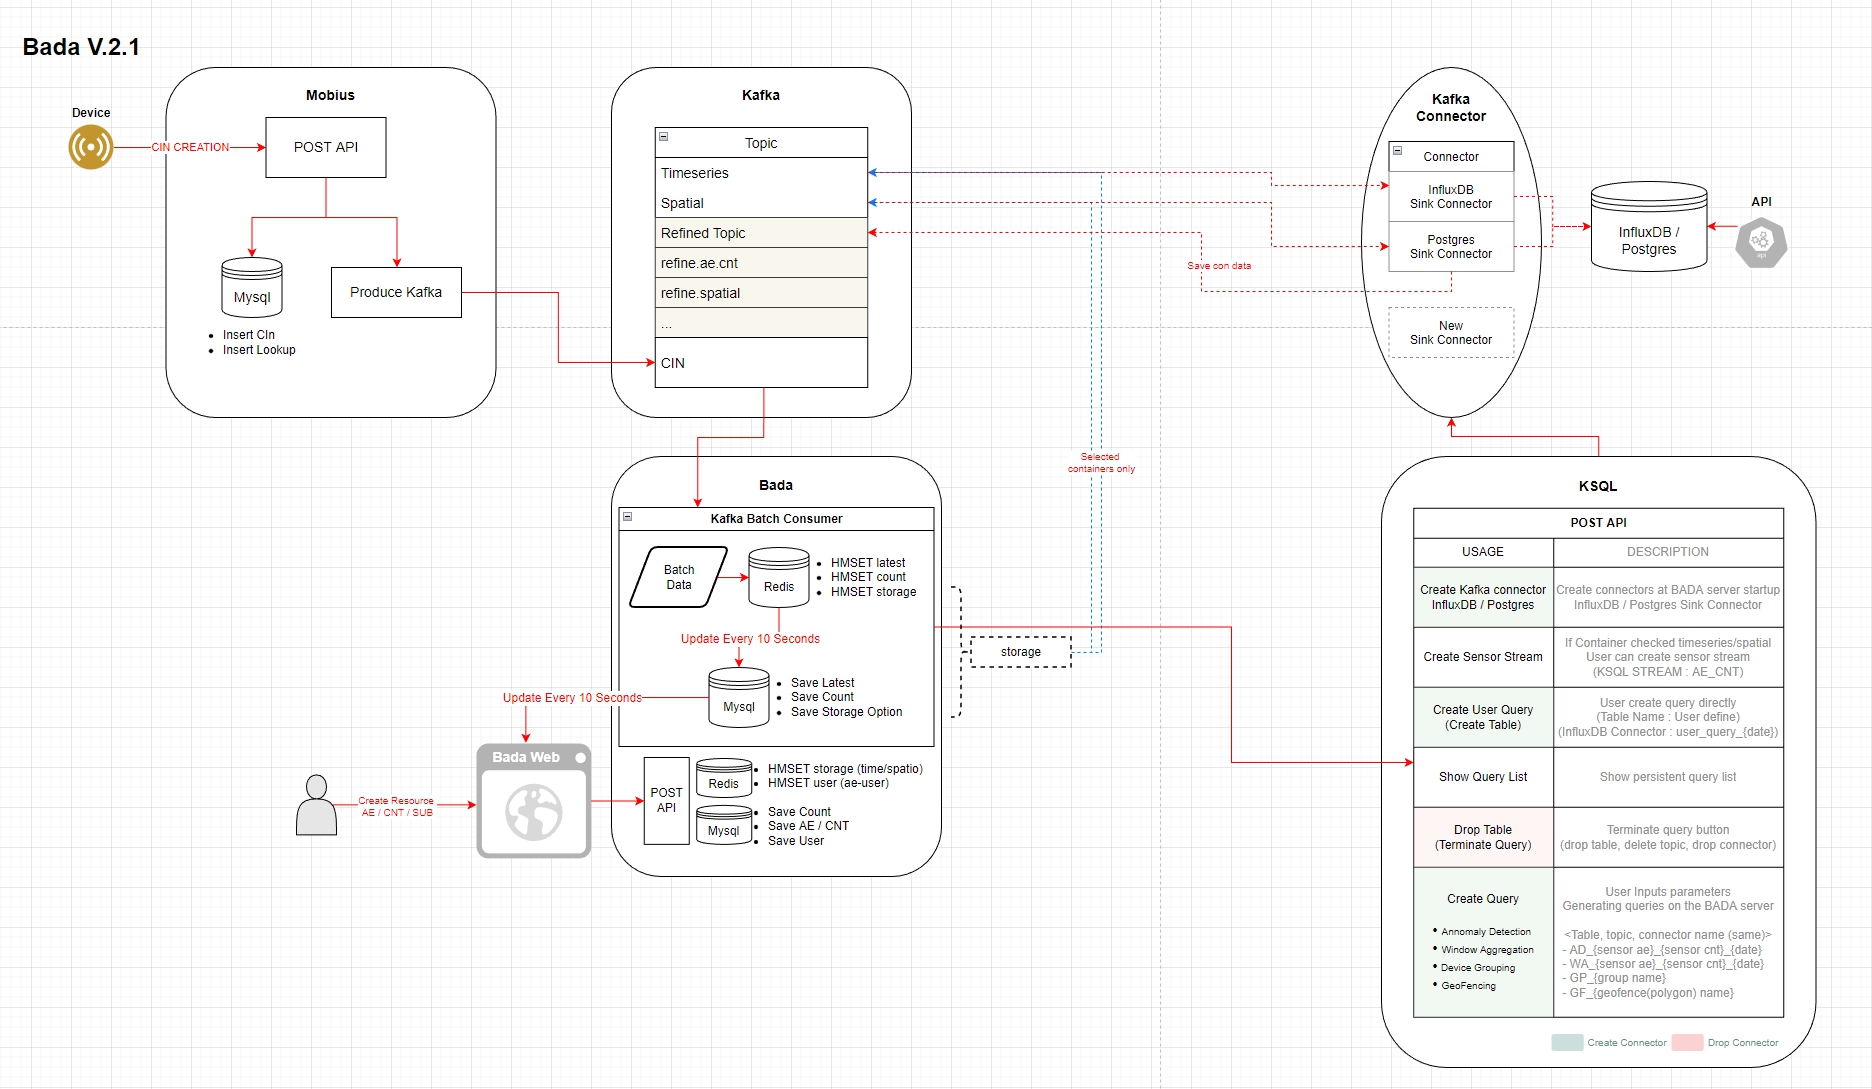 Bada V.2.1
Device
CIN CREATION
Mobius
POST API
Mysql
Produce Kafka
• Insert CIn
• Insert Lookup
Kafka
Topic
Timeseries
Spatial
Refined Topic
refine.ae.cnt
refine.spatial
...
CIN
Kafka
Connector
Connector
InfluxDB
Sink Connector
Postgres
Sink Connector
New
Sink Connector
Save con data
InfluxDB /
Postgres
API
api
Selected
containers only
Bada
Kafka Batch Consumer
Batch
Data
Redis
• HMSET latest
• HMSET count
• HMSET storage
Update Every 10 Seconds
Mysql
• Save Latest
• Save Count
• Save Storage Option
storage
Update Every 10 Seconds
Bada Web
Create Resource
AE / CNT / SUB
POST
API
Redis
• HMSET storage (time/spatio)
• HMSET user (ae-user)
Mysql
• Save Count
• Save AE / CNT
• Save User
KSQL
POST API
USAGE
DESCRIPTION
Create Kafka connector
InfluxDB / Postgres
Create connectors at BADA server startup
InfluxDB / Postgres Sink Connector
Create Sensor Stream
If Container checked timeseries/spatial
User can create sensor stream
(KSQL STREAM : AE_CNT)
Create User Query
(Create Table)
User create query directly
(Table Name : User define)
(InfluxDB Connector : user_query_{date})
Show Query List
Show persistent query list
Drop Table
(Terminate Query)
Terminate query button
(drop table, delete topic, drop connector)
Create Query
• Annomaly Detection
• Window Aggregation
• Device Grouping
• GeoFencing
User Inputs parameters
Generating queries on the BADA server
<Table, topic, connector name (same)>
- AD_{sensor ae}_{sensor cnt}_{date}
- WA_{sensor ae}_{sensor cnt}_{date}
- GP_{group name}
- GF_{geofence(polygon) name}
Create Connector
Drop Connector